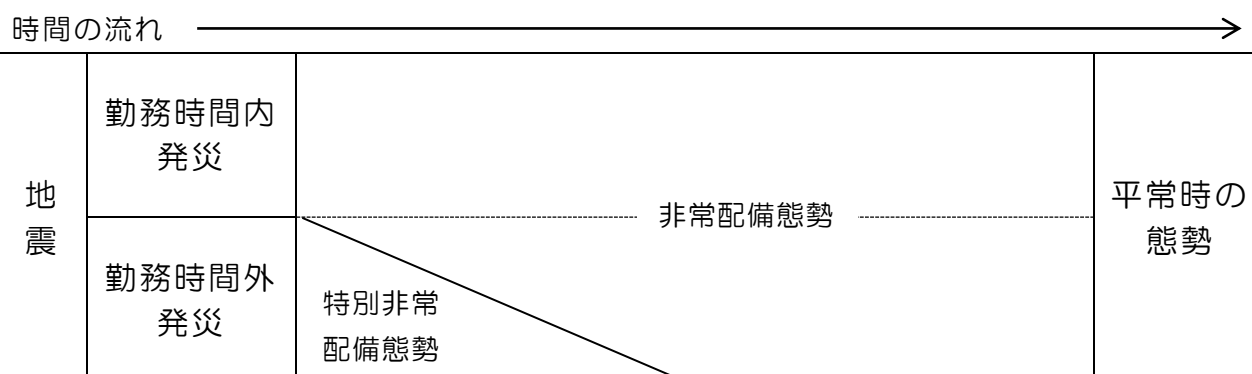 時間の流れ
地
震
勤務時間内
発災
勤務時間外
発災
非常配備態勢
特別非常
配備態勢
平常時の
態勢